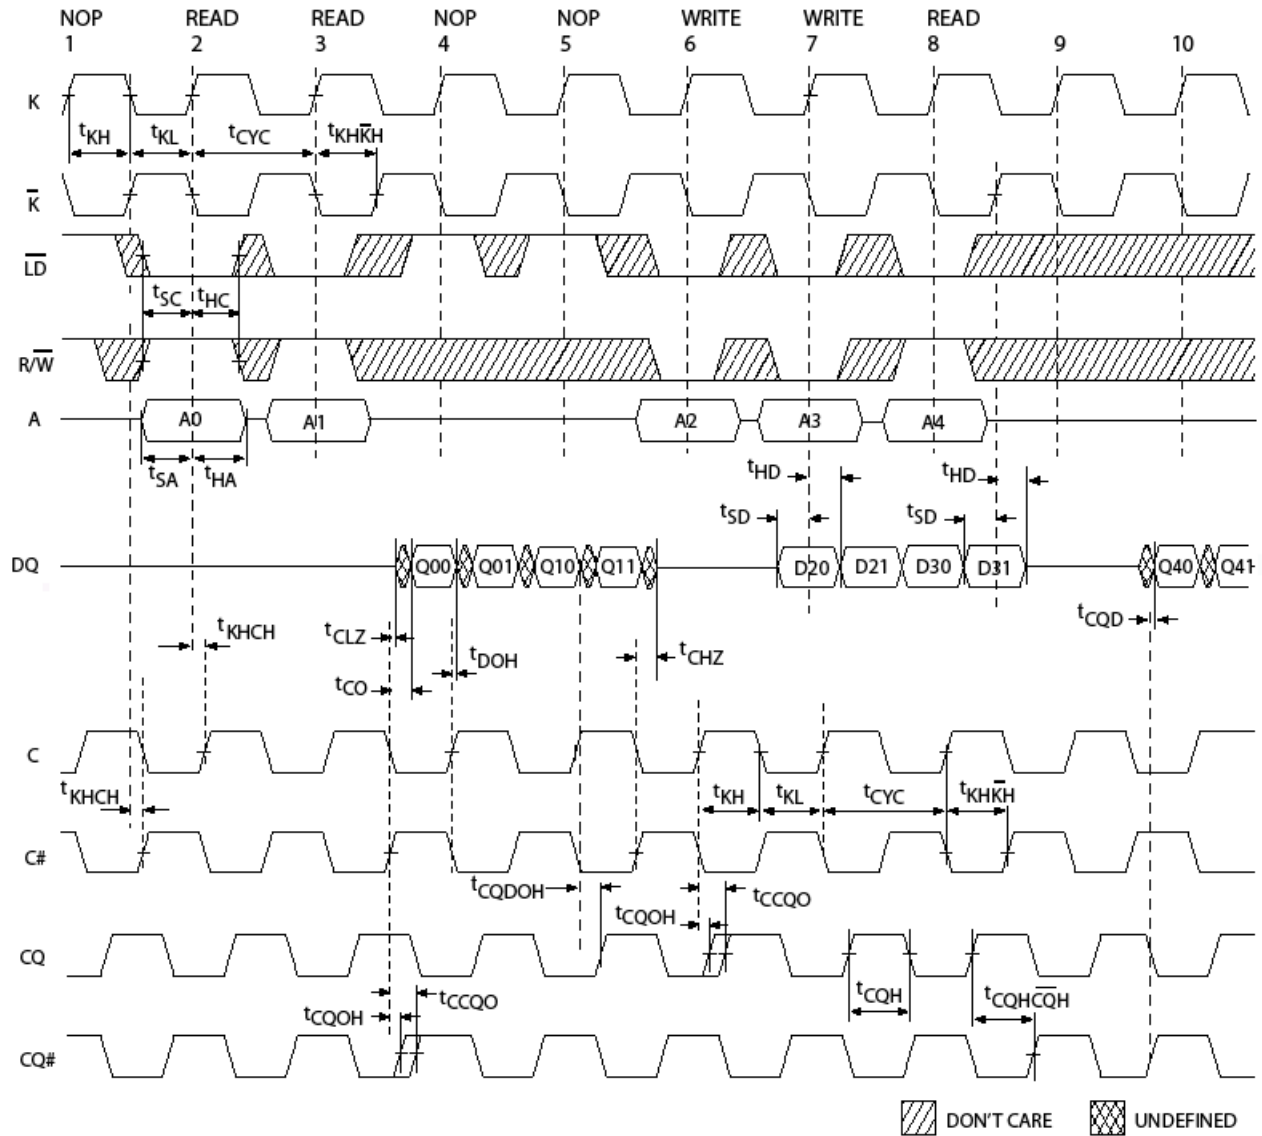 NOP READ READ NOP NOP WRITE WRITE READ
1 2 3 4 5 6 7 8 9 10
K
tKH tKL tCYC tKHK̅H
K̅
L̅D̅
tSC tHC
R/W̅
A A0 A1 A2 A3 A4
tSA tHA tHD tHD
tSD tSD
DQ Q00 Q01 Q10 Q11 D20 D21 D30 D31 Q40 Q41
tCQD
tKHCH tCLZ tDOH tCHZ
tCO
C
tKHCH tKH tKL tCYC tKHK̅H
C#
tCQDOH tCCQO
tCQOH
CQ
tCCQO tCQH tCQHC̅Q̅H
tCQOH
CQ#
DON'T CARE UNDEFINED